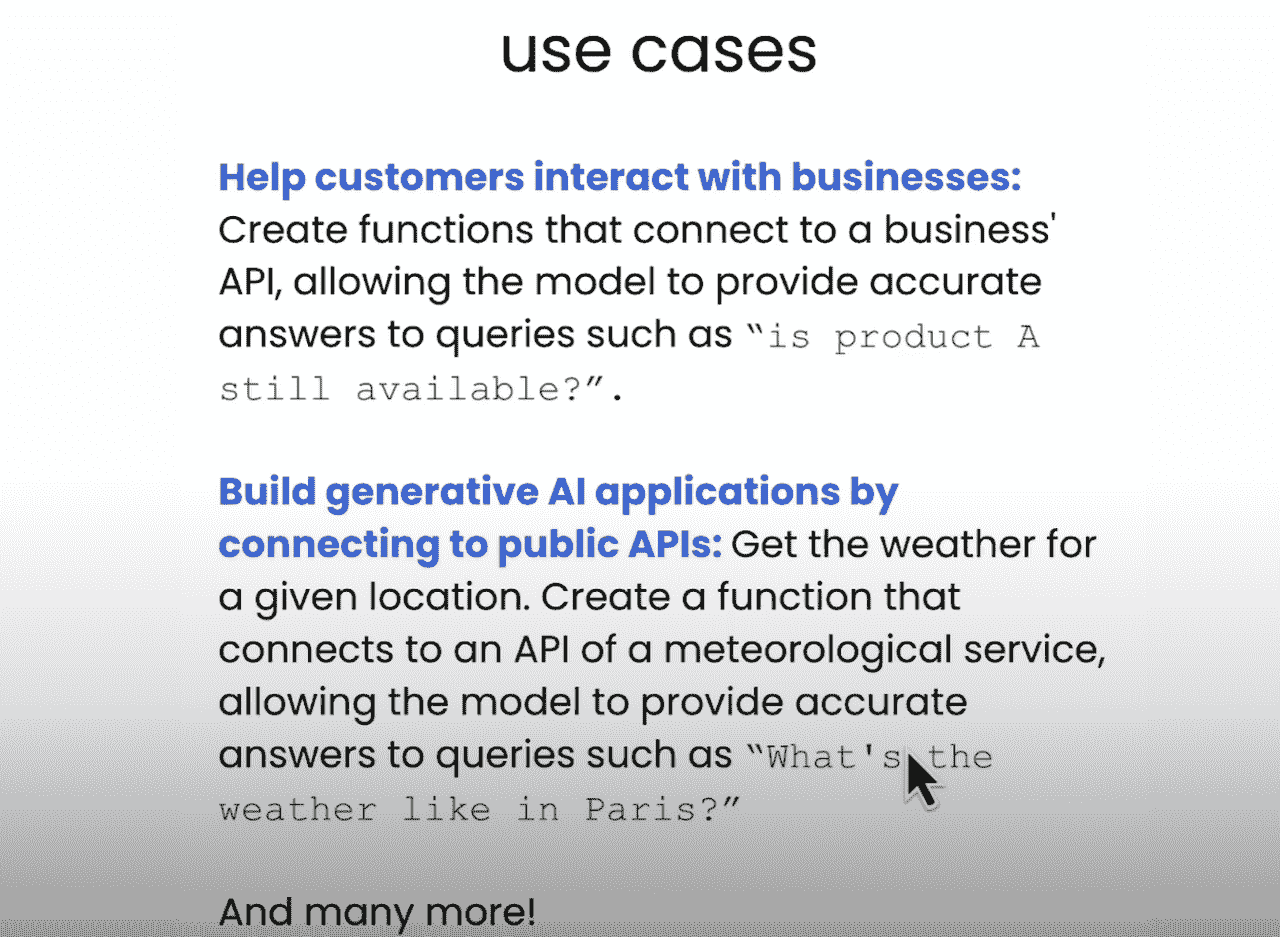 use cases
Help customers interact with businesses:
Create functions that connect to a business'
API, allowing the model to provide accurate
answers to queries such as “is product A
still available?”.
Build generative AI applications by
connecting to public APIs: Get the weather for
a given location. Create a function that
connects to an API of a meteorological service,
allowing the model to provide accurate
answers to queries such as “What's the
weather like in Paris?”
And many more!